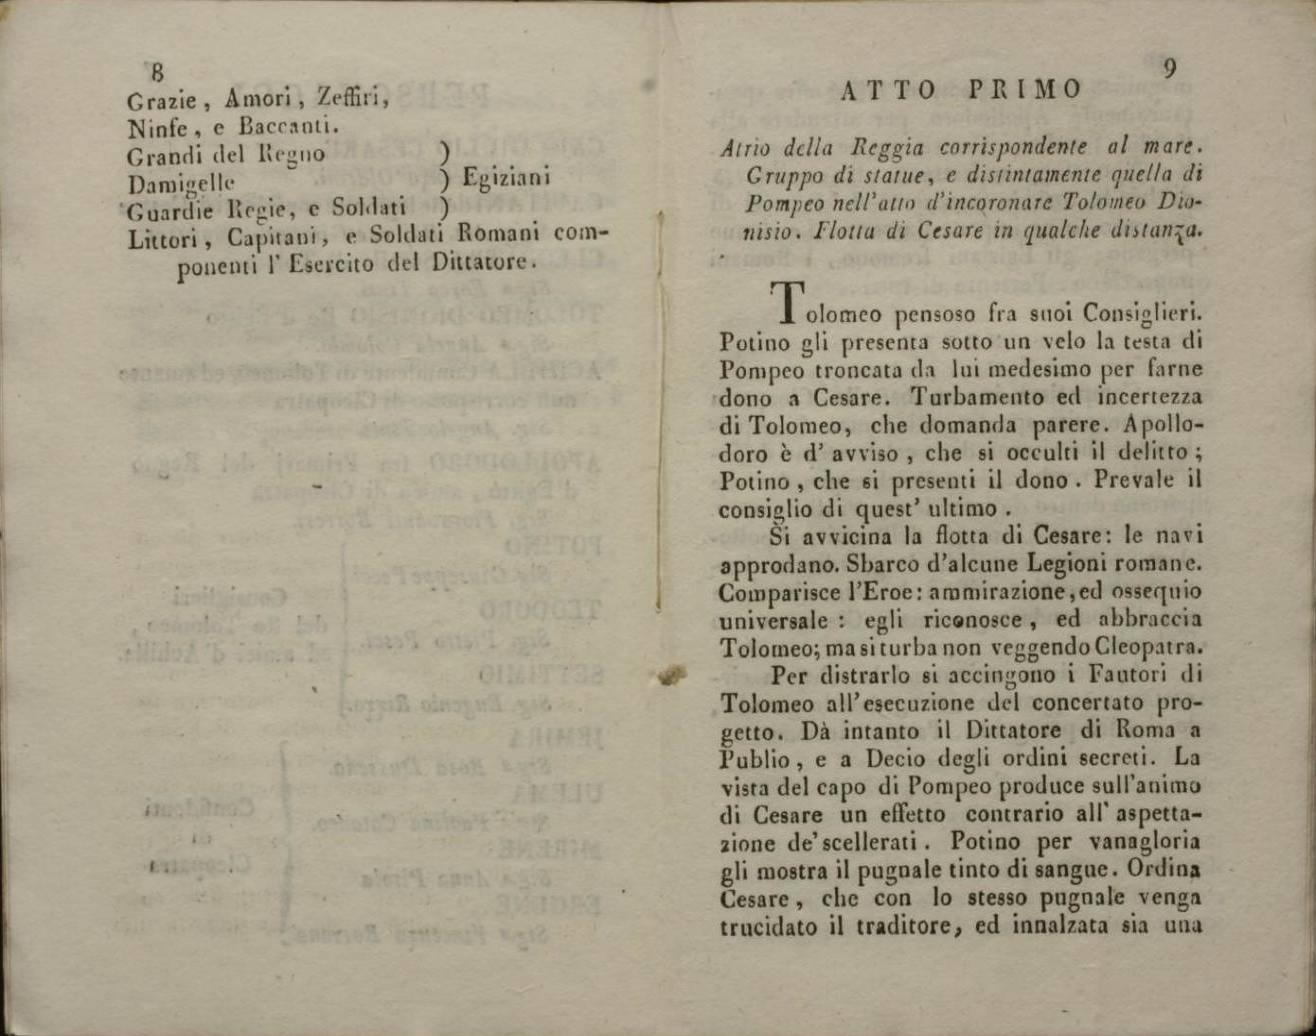 8
Grazie, Amori, Zeffiri,
Ninfe, e Baccanti.
Grandi del Regno )
Damigelle ) Egiziani
Guardie Regie, e Soldati )
Littori, Capitani, e Soldati Romani com-
ponenti l' Esercito del Dittatore.
9
ATTO PRIMO
Atrio della Reggia corrispondente al mare.
Gruppo di statue, e distintamente quella di
Pompeo nell'atto d'incoronare Tolomeo Dio-
nisio. Flotta di Cesare in qualche distanza.
Tolomeo pensoso fra suoi Consiglieri.
Potino gli presenta sotto un velo la testa di
Pompeo troncata da lui medesimo per farne
dono a Cesare. Turbamento ed incertezza
di Tolomeo, che domanda parere. Apollo-
doro è d' avviso, che si occulti il delitto;
Potino, che si presenti il dono. Prevale il
consiglio di quest' ultimo.
Si avvicina la flotta di Cesare: le navi
approdano. Sbarco d'alcune Legioni romane.
Comparisce l'Eroe: ammirazione, ed ossequio
universale: egli riconosce, ed abbraccia
Tolomeo; ma si turba non veggendo Cleopatra.
Per distrarlo si accingono i Fautori di
Tolomeo all'esecuzione del concertato pro-
getto. Dà intanto il Dittatore di Roma a
Publio, e a Decio degli ordini secreti. La
vista del capo di Pompeo produce sull'animo
di Cesare un effetto contrario all' aspetta-
zione de' scellerati. Potino per vanagloria
gli mostra il pugnale tinto di sangue. Ordina
Cesare, che con lo stesso pugnale venga
trucidato il traditore, ed innalzata sia una